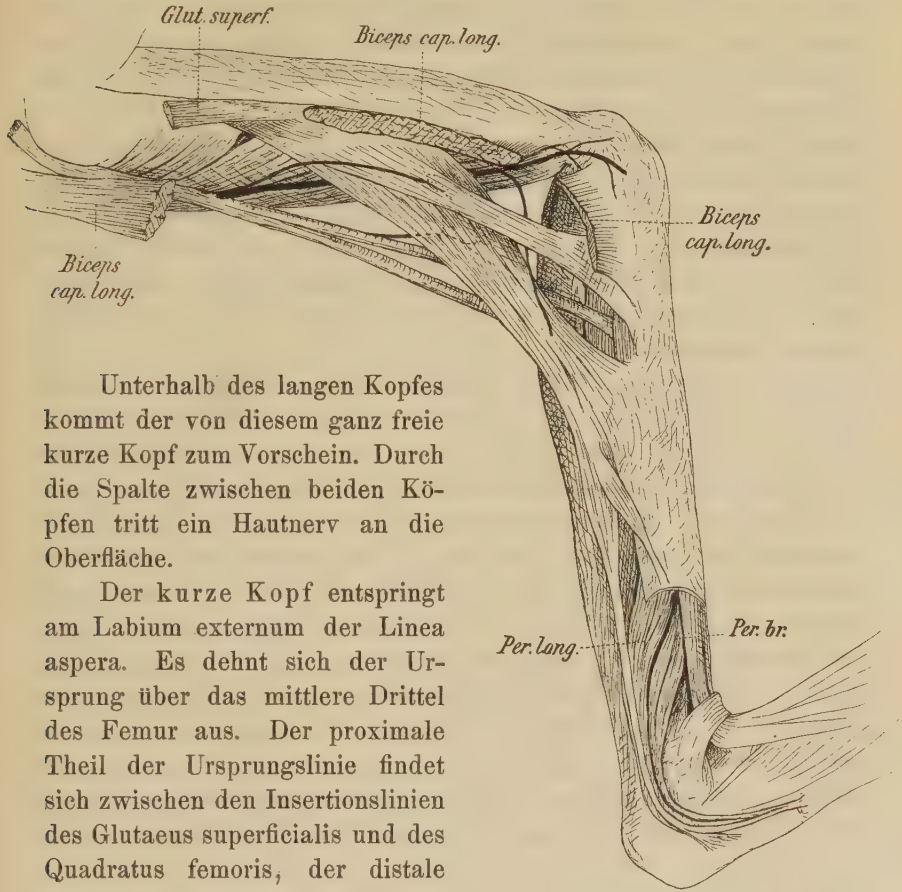 Glut. superf.
Biceps cap. long.
Biceps
cap. long.
Biceps
cap. long.
Unterhalb des langen Kopfes
kommt der von diesem ganz freie
kurze Kopf zum Vorschein. Durch
die Spalte zwischen beiden Kö-
pfen tritt ein Hautnerv an die
Oberfläche.
Der kurze Kopf entspringt
am Labium externum der Linea
aspera. Es dehnt sich der Ur-
sprung über das mittlere Drittel
des Femur aus. Der proximale
Theil der Ursprungslinie findet
sich zwischen den Insertionslinien
des Glutaeus superficialis und des
Quadratus femoris, der distale
Per. long.
Per. br.